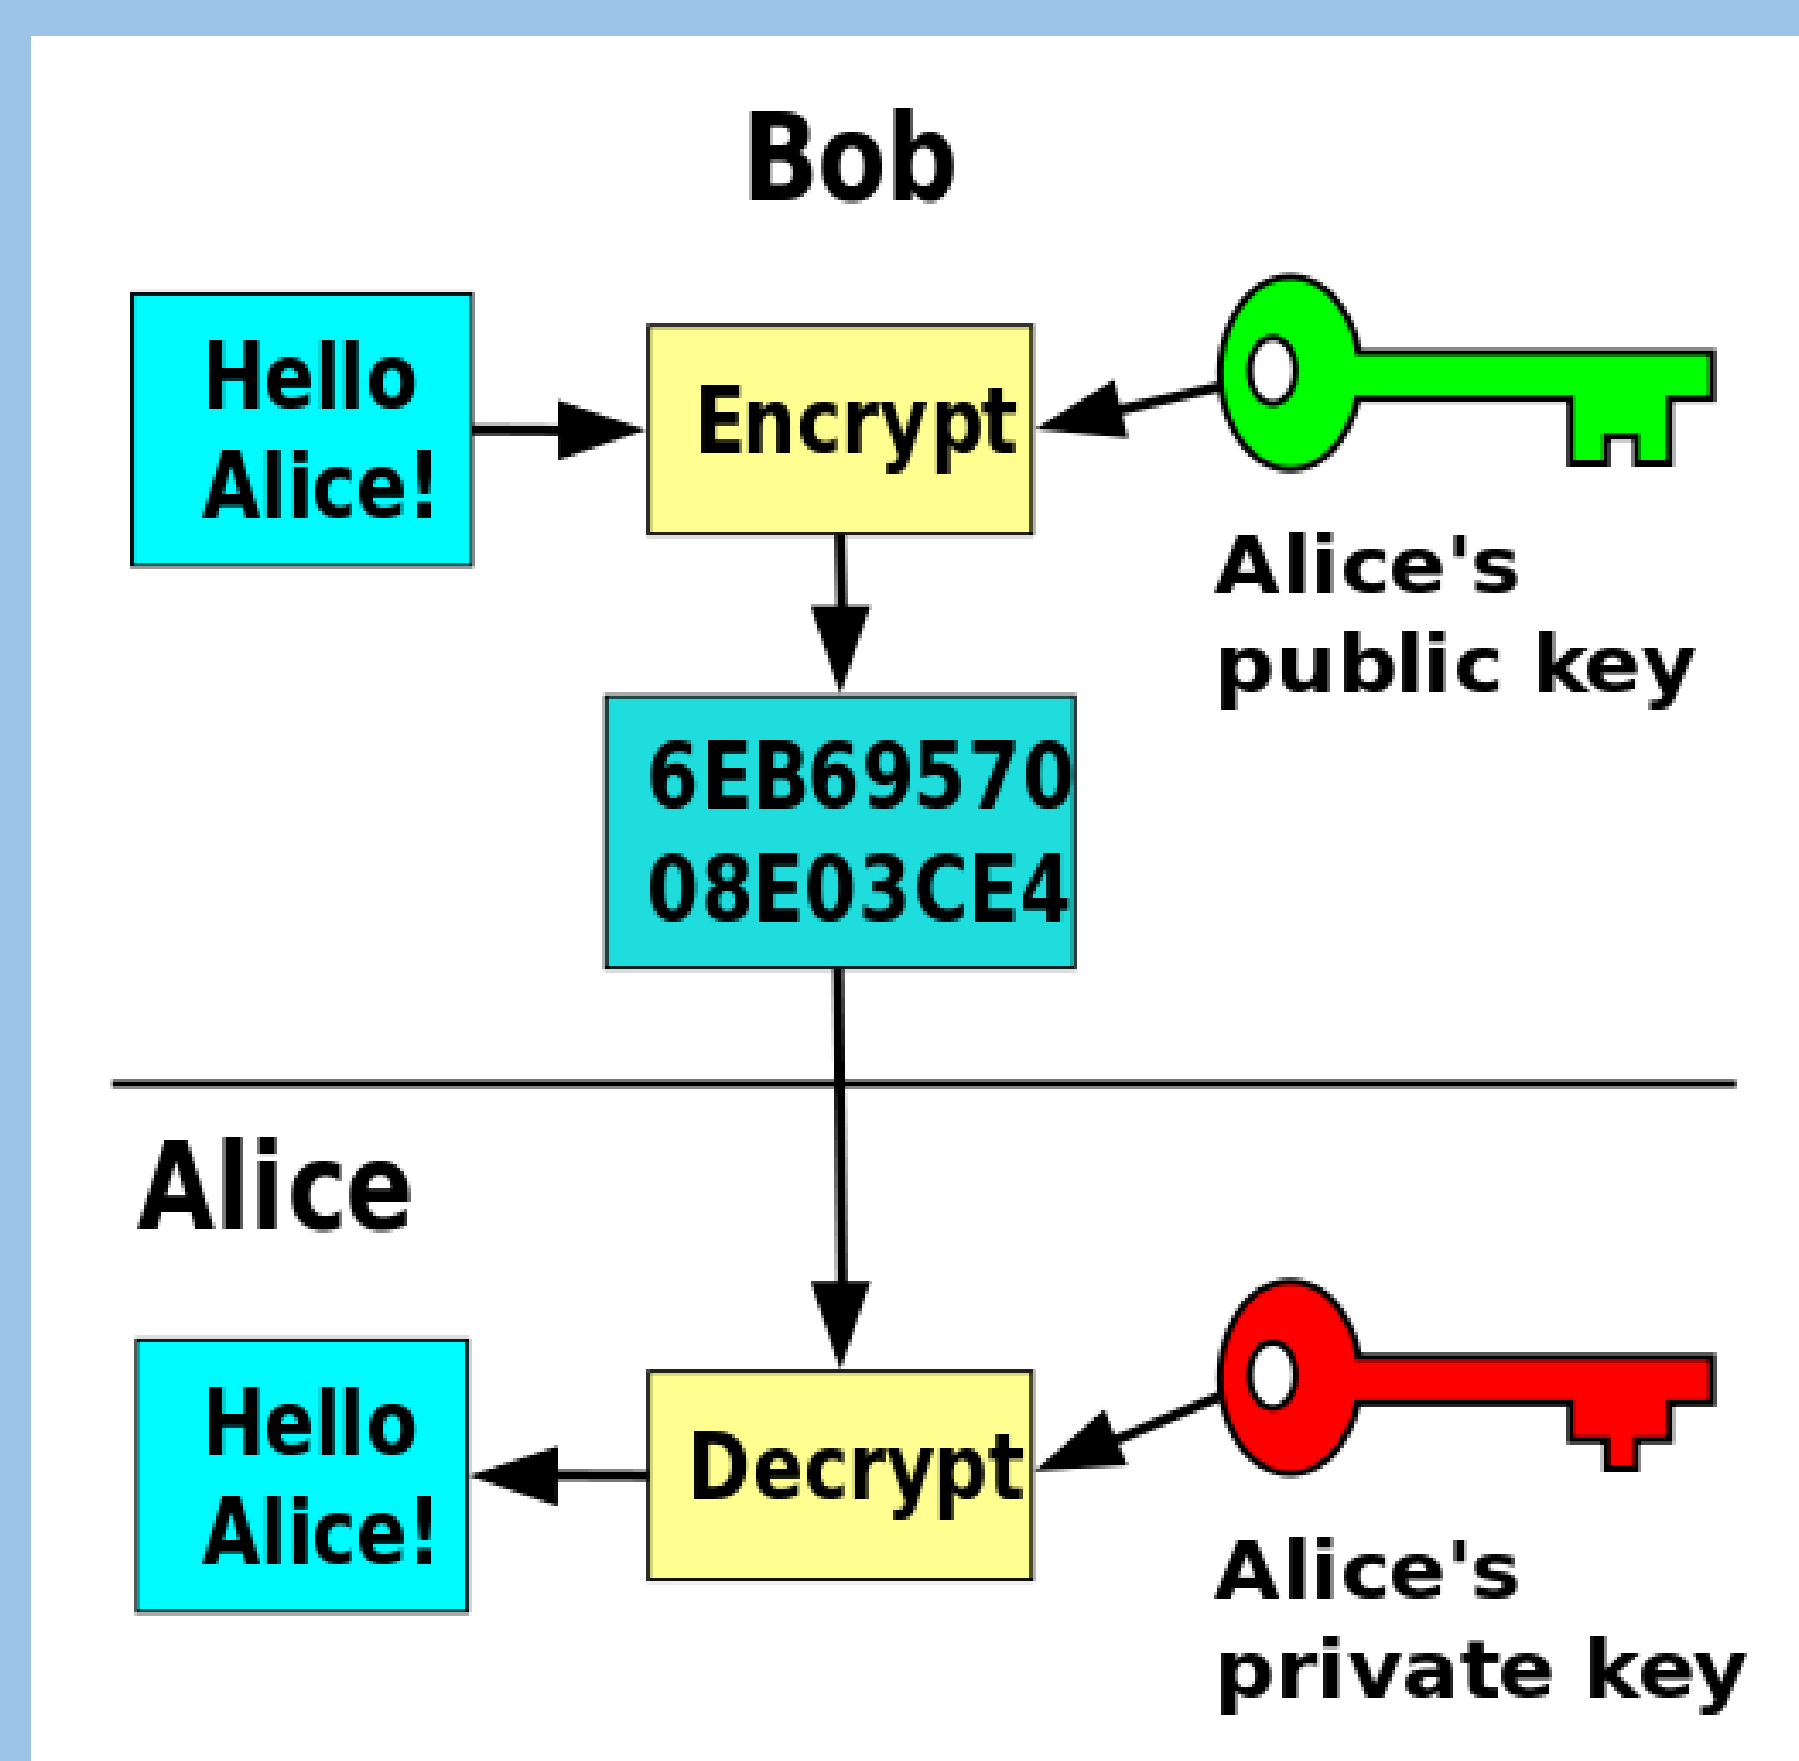 Bob
Hello
Alice!
Encrypt
Alice's
public key
6EB69570
08E03CE4
Alice
Hello
Alice!
Decrypt
Alice's
private key